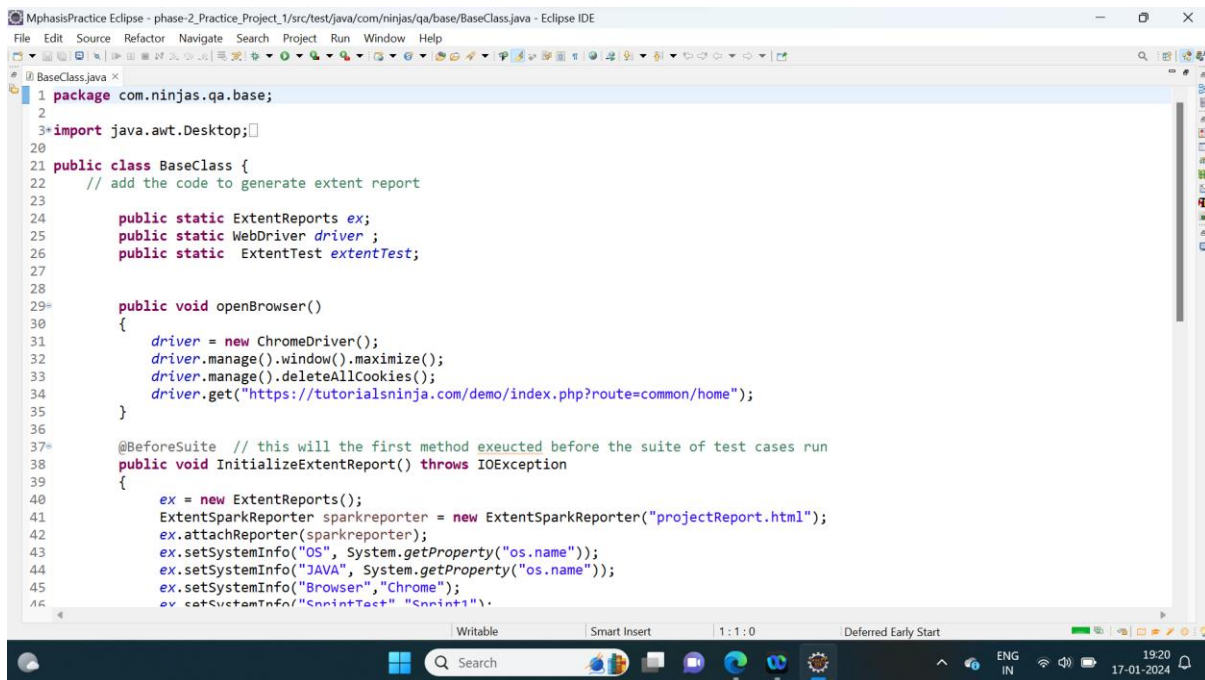 MphasisPractice Eclipse - phase-2_Practice_Project_1/src/test/java/com/ninjas/qa/base/BaseClass.java - Eclipse IDE
File Edit Source Refactor Navigate Search Project Run Window Help
BaseClass.java ×
1 package com.ninjas.qa.base;
2
3 import java.awt.Desktop;
20
21 public class BaseClass {
22 // add the code to generate extent report
23
24 public static ExtentReports ex;
25 public static WebDriver driver ;
26 public static ExtentTest extentTest;
27
28
29 public void openBrowser()
30 {
31 driver = new ChromeDriver();
32 driver.manage().window().maximize();
33 driver.manage().deleteAllCookies();
34 driver.get("https://tutorialsninja.com/demo/index.php?route=common/home");
35 }
36
37 @BeforeSuite // this will the first method exeucted before the suite of test cases run
38 public void InitializeExtentReport() throws IOException
39 {
40 ex = new ExtentReports();
41 ExtentSparkReporter sparkreporter = new ExtentSparkReporter("projectReport.html");
42 ex.attachReporter(sparkreporter);
43 ex.setSystemInfo("OS", System.getProperty("os.name"));
44 ex.setSystemInfo("JAVA", System.getProperty("os.name"));
45 ex.setSystemInfo("Browser","Chrome");
46 ex.setSystemInfo("SprintTest","Sprint1");
Writable Smart Insert 1 : 1 : 0 Deferred Early Start
Search
ENG
IN
19:20
17-01-2024